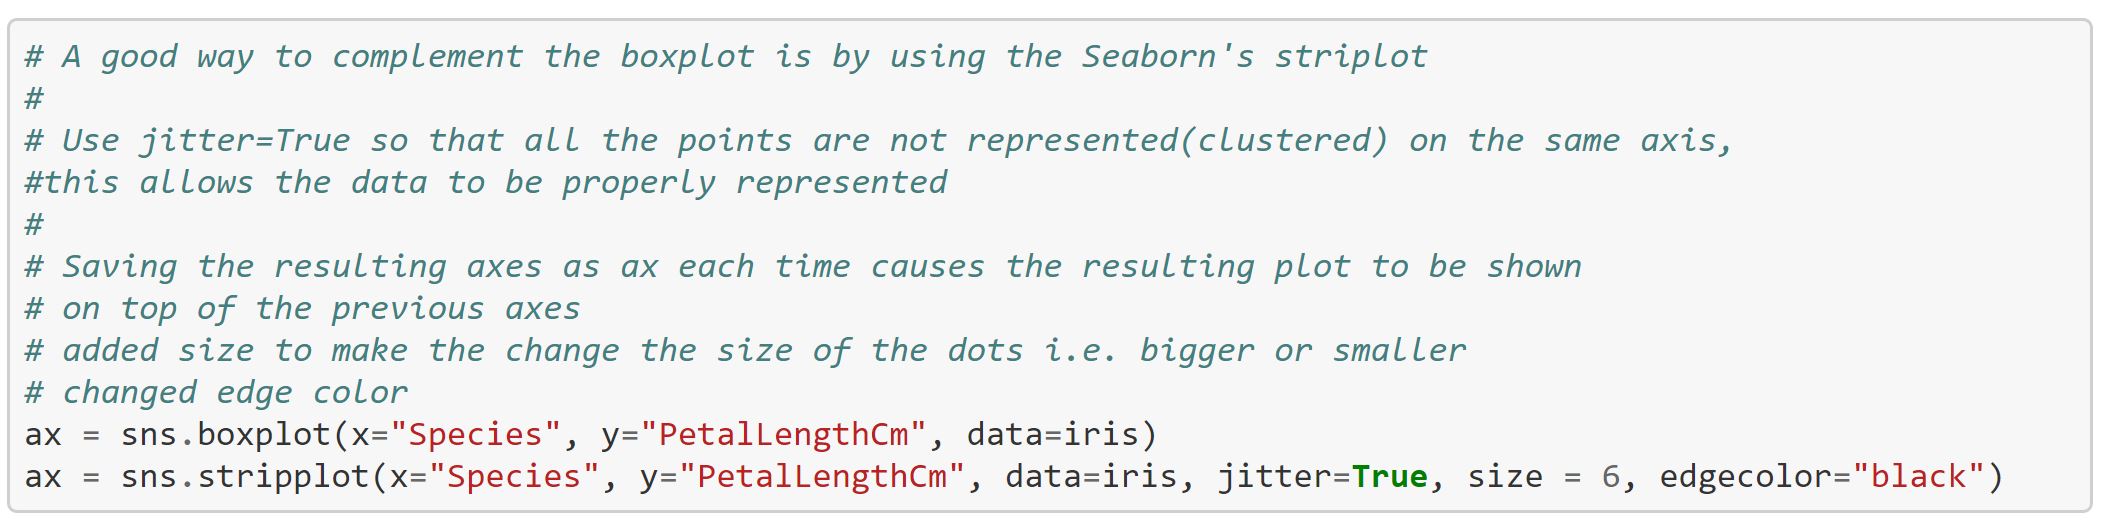 # A good way to complement the boxplot is by using the Seaborn's striplot
#
# Use jitter=True so that all the points are not represented(clustered) on the same axis,
#this allows the data to be properly represented
#
# Saving the resulting axes as ax each time causes the resulting plot to be shown
# on top of the previous axes
# added size to make the change the size of the dots i.e. bigger or smaller
# changed edge color
ax = sns.boxplot(x="Species", y="PetalLengthCm", data=iris)
ax = sns.stripplot(x="Species", y="PetalLengthCm", data=iris, jitter=True, size = 6, edgecolor="black")